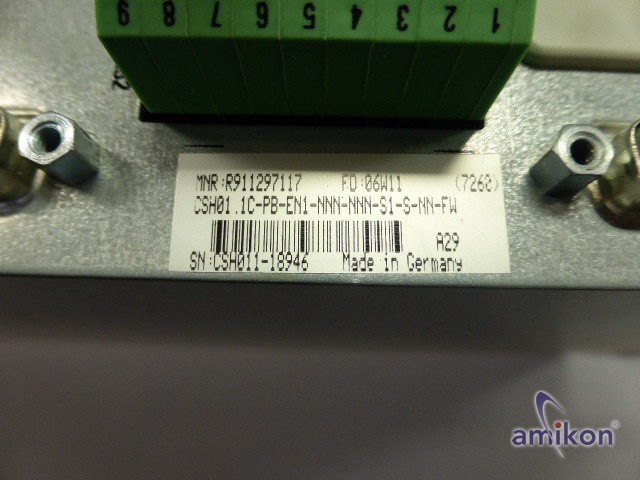 9 8 7 6 5 4 3 2 1
MNR:R911297117 FD:06W11 (7260)
CSH01.1C-PB-EN1-NNN-NNN-S1-S-NN-FW
A29
SN:CSH011-18946 Made in Germany
amikon®